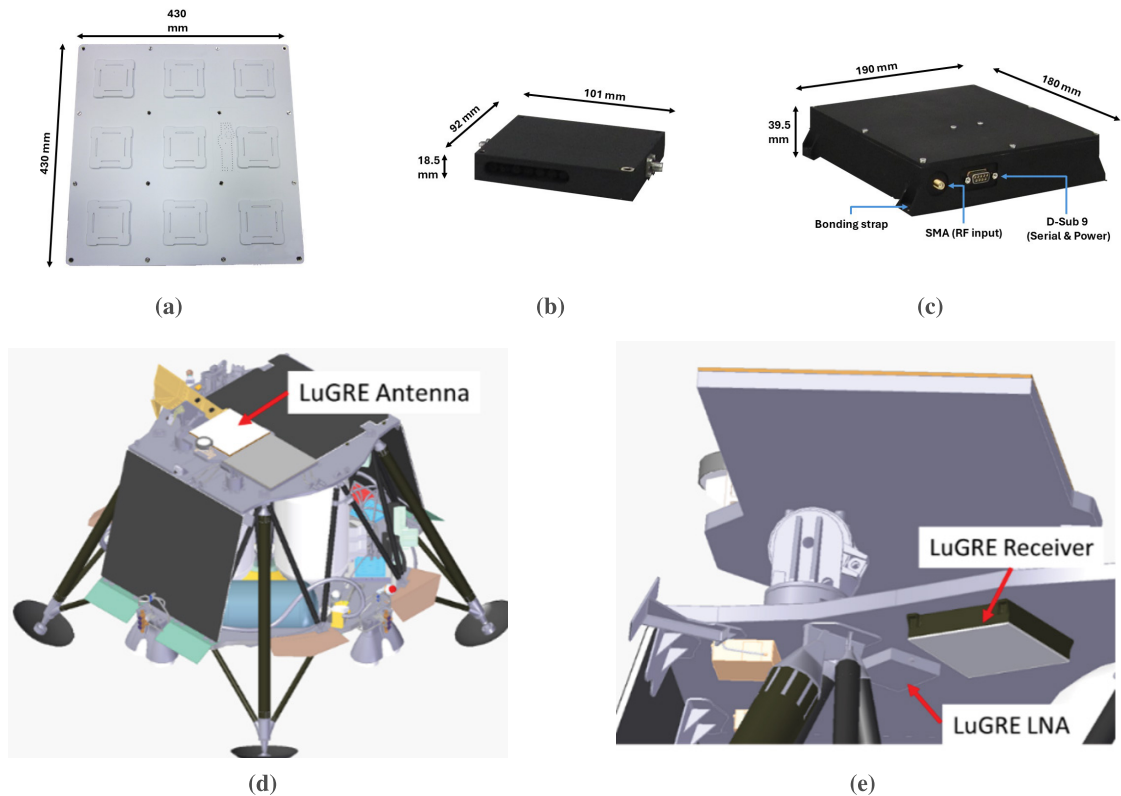 430
mm
430 mm
(a)
101 mm
92 mm
18.5
mm
(b)
190 mm
180 mm
39.5
mm
Bonding strap
SMA (RF input)
D-Sub 9
(Serial & Power)
(c)
LuGRE Antenna
(d)
LuGRE Receiver
LuGRE LNA
(e)